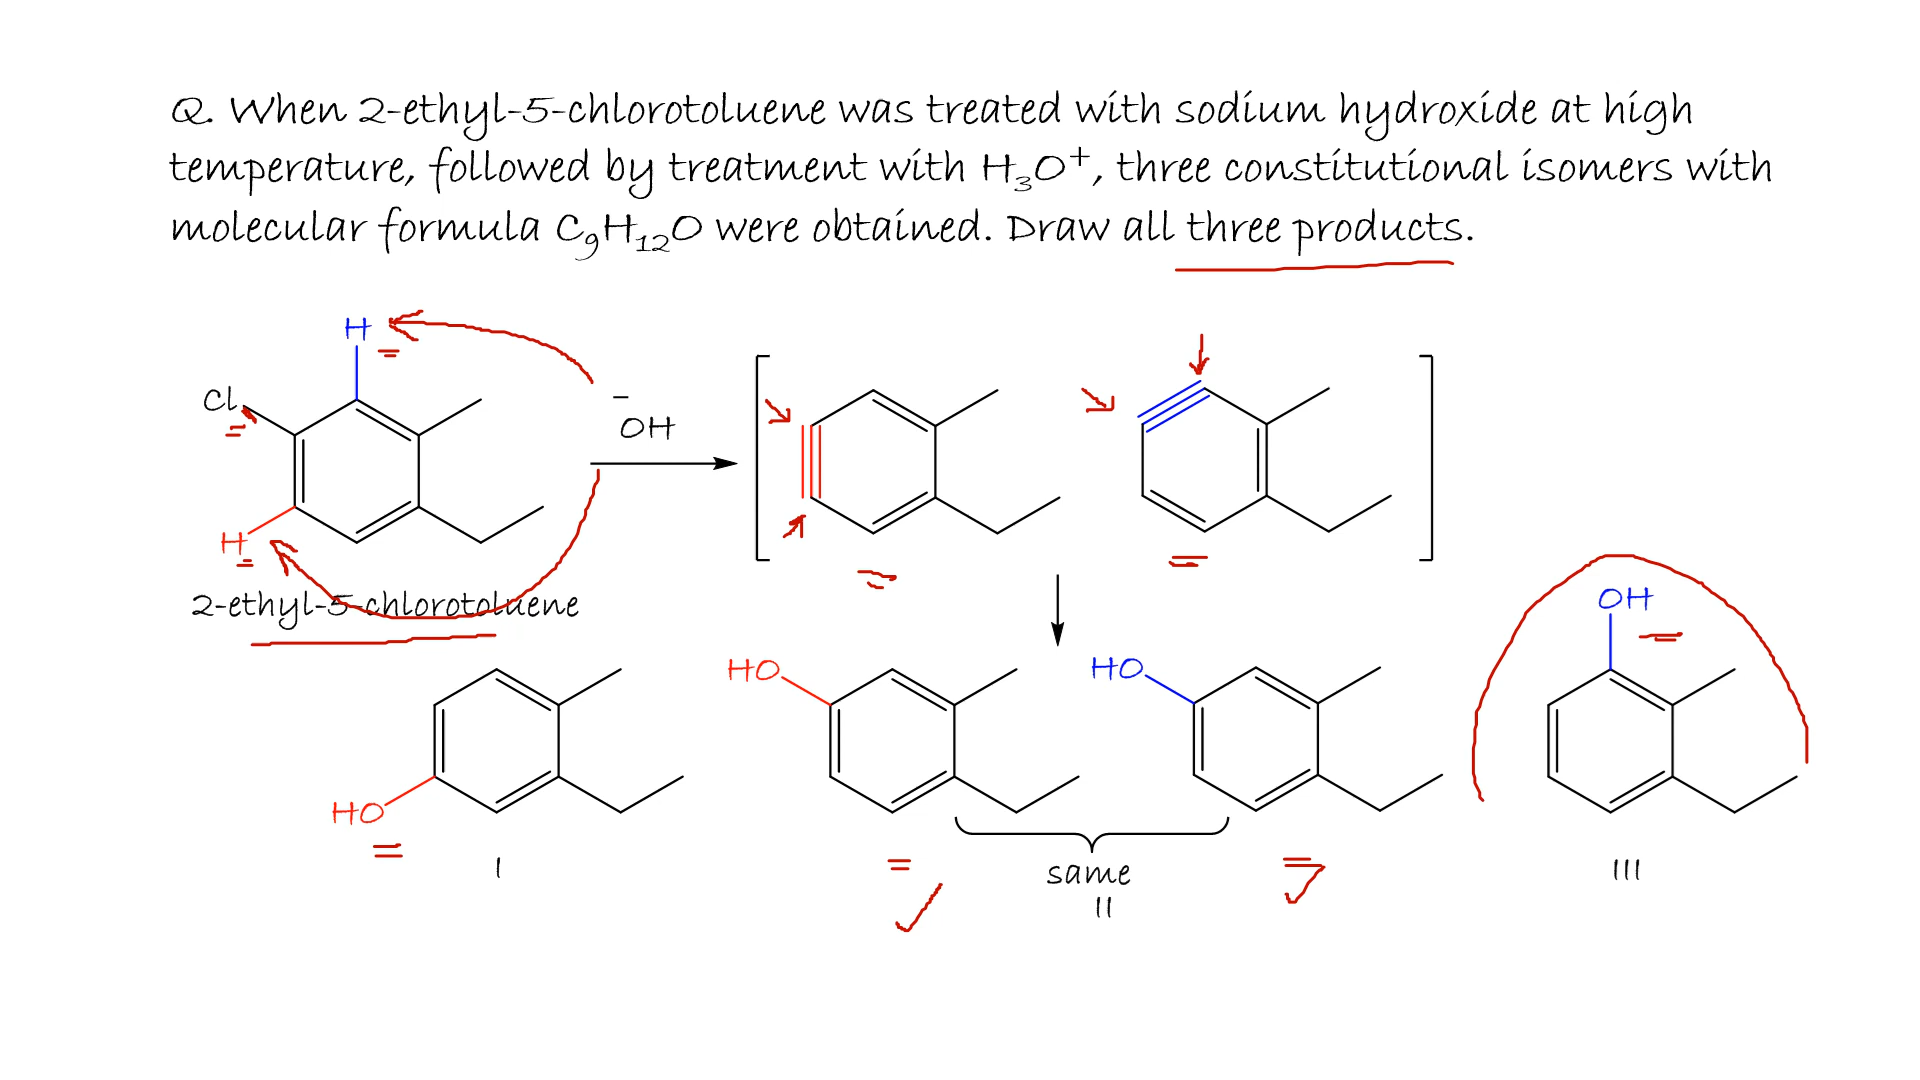 Q. When 2-ethyl-5-chlorotoluene was treated with sodium hydroxide at high
temperature, followed by treatment with H₃O⁺, three constitutional isomers with
molecular formula C₉H₁₂O were obtained. Draw all three products.
H
Cl
⁻
OH
H
2-ethyl-5-chlorotoluene
OH
HO
HO
HO
I
same
II
III